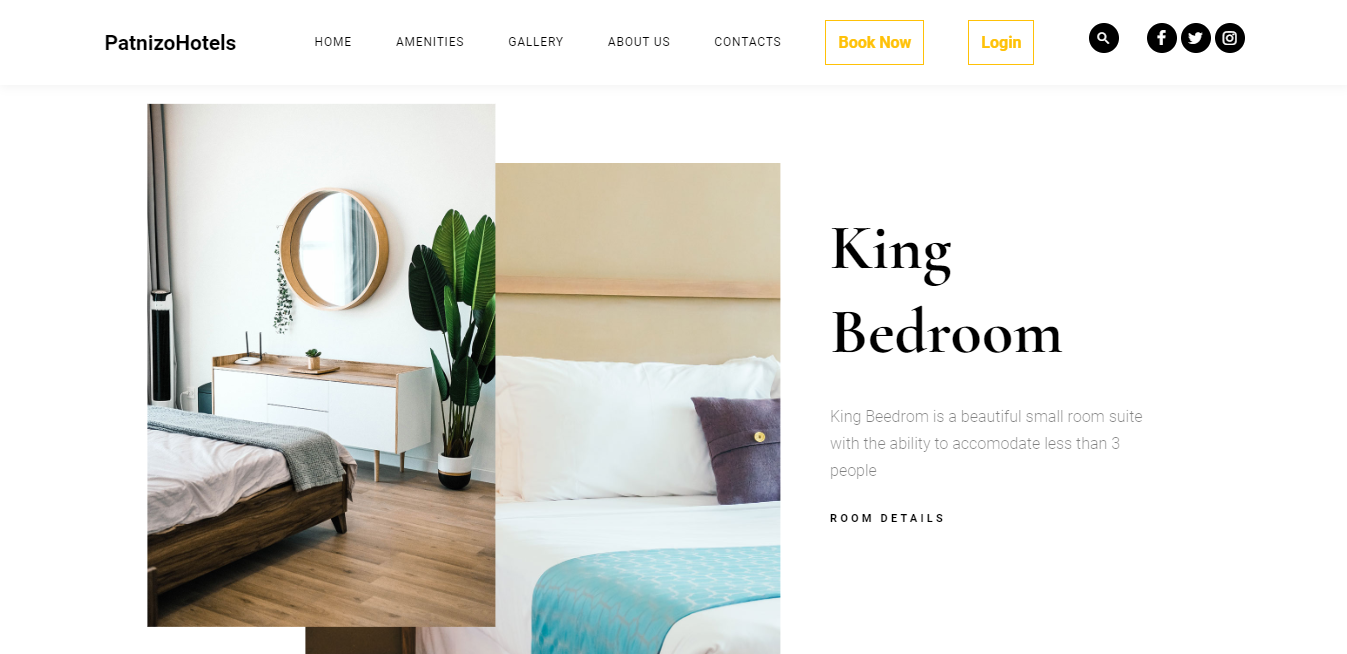 PatnizoHotels HOME AMENITIES GALLERY ABOUT US CONTACTS Book Now Login
King
Bedroom
King Beedrom is a beautiful small room suite
with the ability to accomodate less than 3
people
ROOM DETAILS